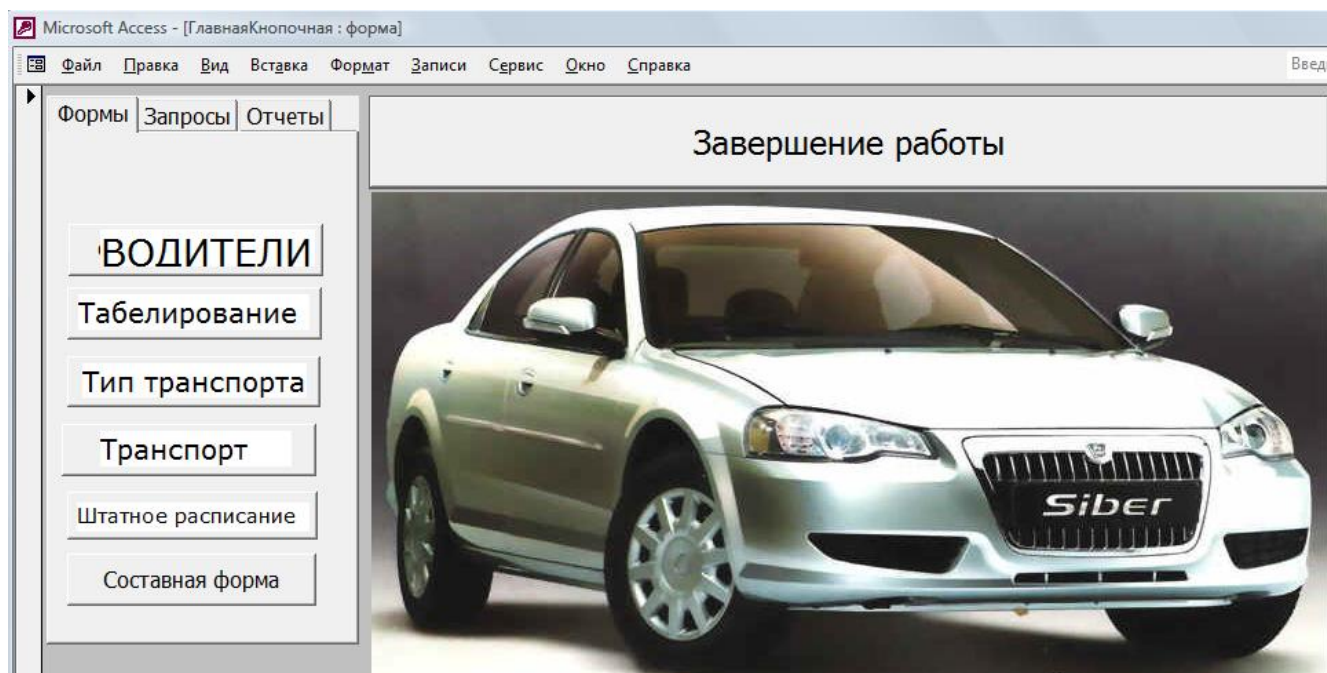 Microsoft Access - [ГлавнаяКнопочная : форма]
Файл Правка Вид Вставка Формат Записи Сервис Окно Справка
Формы Запросы Отчеты
Завершение работы
ВОДИТЕЛИ
Табелирование
Тип транспорта
Транспорт
Штатное расписание
Составная форма
Siber